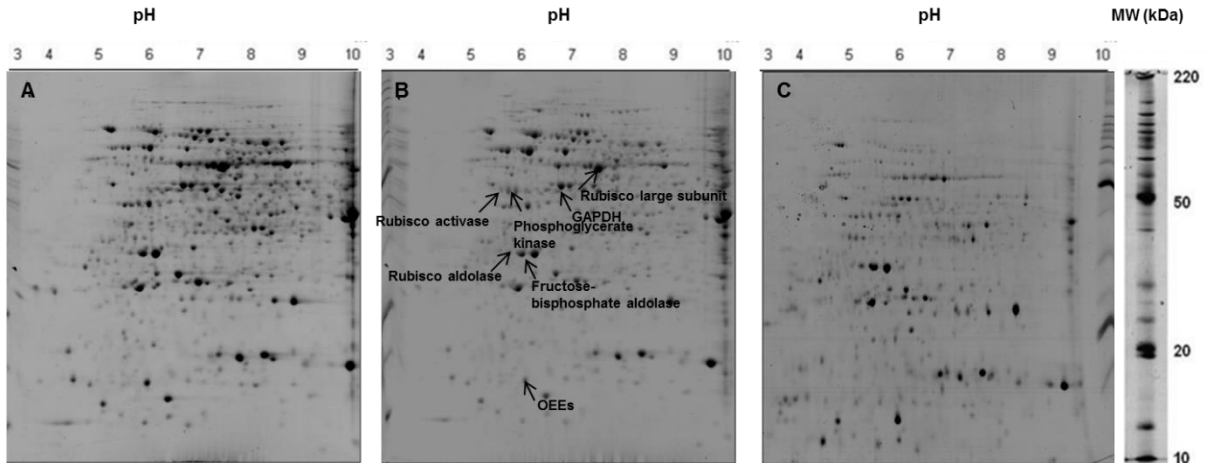 pH pH pH MW (kDa)
3 4 5 6 7 8 9 10 3 4 5 6 7 8 9 10 3 4 5 6 7 8 9 10
A B C
220
Rubisco large subunit
50
Rubisco activase
GAPDH
Phosphoglycerate
kinase
Rubisco aldolase
Fructose-
bisphosphate aldolase
20
OEEs
10